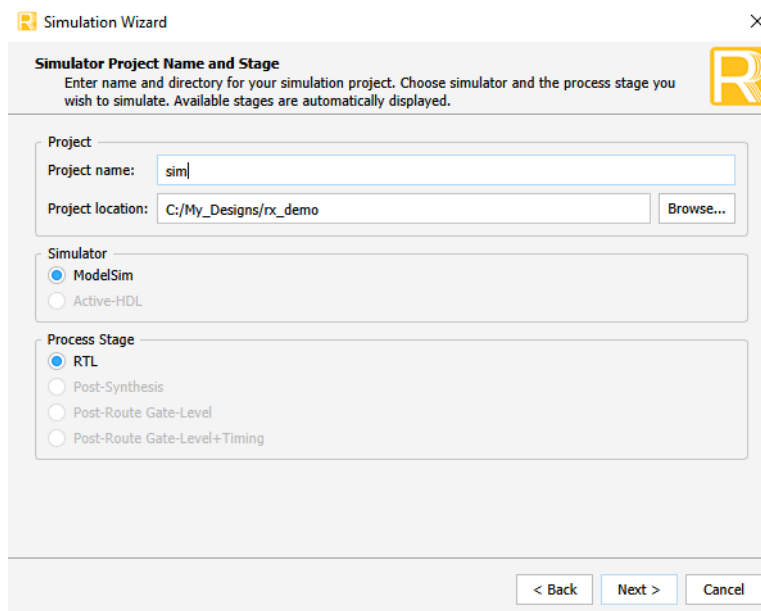 Simulation Wizard
Simulator Project Name and Stage
Enter name and directory for your simulation project. Choose simulator and the process stage you
wish to simulate. Available stages are automatically displayed.
Project
Project name: sim
Project location: C:/My_Designs/rx_demo Browse...
Simulator
ModelSim
Active-HDL
Process Stage
RTL
Post-Synthesis
Post-Route Gate-Level
Post-Route Gate-Level+Timing
< Back Next > Cancel